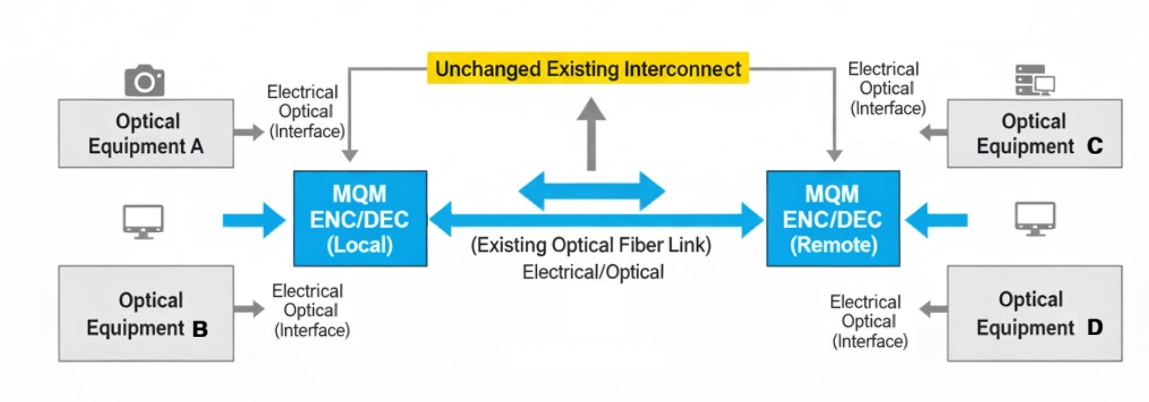 Unchanged Existing Interconnect
Optical
Equipment A
Electrical
Optical
(Interface)
Electrical
Optical
(Interface)
Optical
Equipment C
MQM
ENC/DEC
(Local)
(Existing Optical Fiber Link)
Electrical/Optical
MQM
ENC/DEC
(Remote)
Optical
Equipment B
Electrical
Optical
(Interface)
Electrical
Optical
(Interface)
Optical
Equipment D